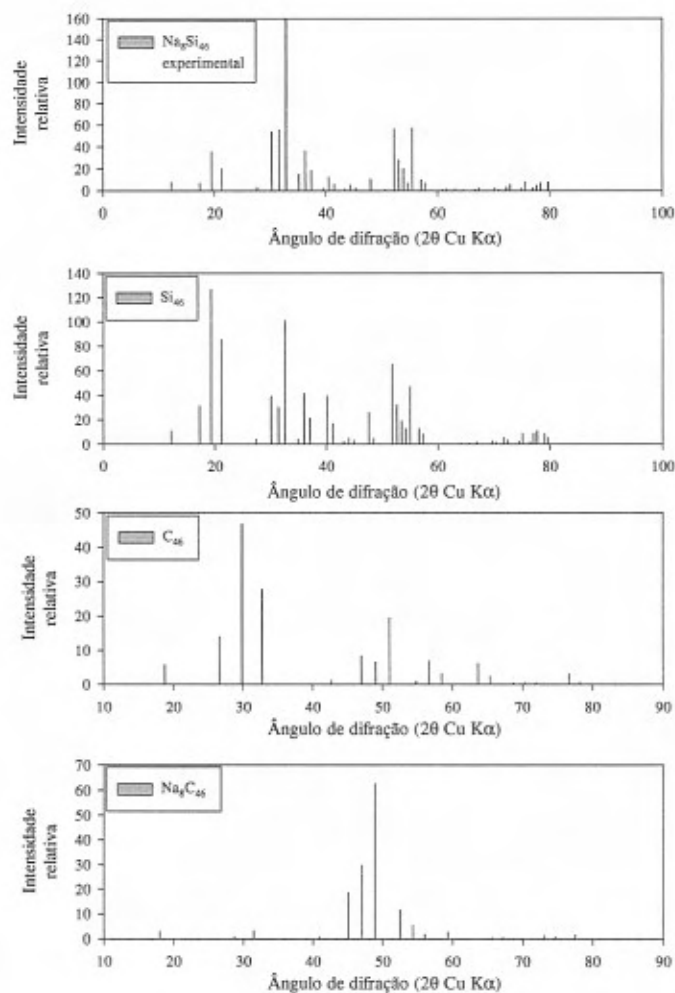 Intensidade
relativa
160
140
120
100
80
60
40
20
0
Na₈Si₄₆
experimental
0 20 40 60 80 100
Ângulo de difração (2θ Cu Kα)
Intensidade
relativa
140
120
100
80
60
40
20
0
Si₄₆
0 20 40 60 80 100
Ângulo de difração (2θ Cu Kα)
Intensidade
relativa
50
40
30
20
10
0
C₄₆
10 20 30 40 50 60 70 80 90
Ângulo de difração (2θ Cu Kα)
Intensidade
relativa
70
60
50
40
30
20
10
0
Na₈C₄₆
10 20 30 40 50 60 70 80 90
Ângulo de difração (2θ Cu Kα)